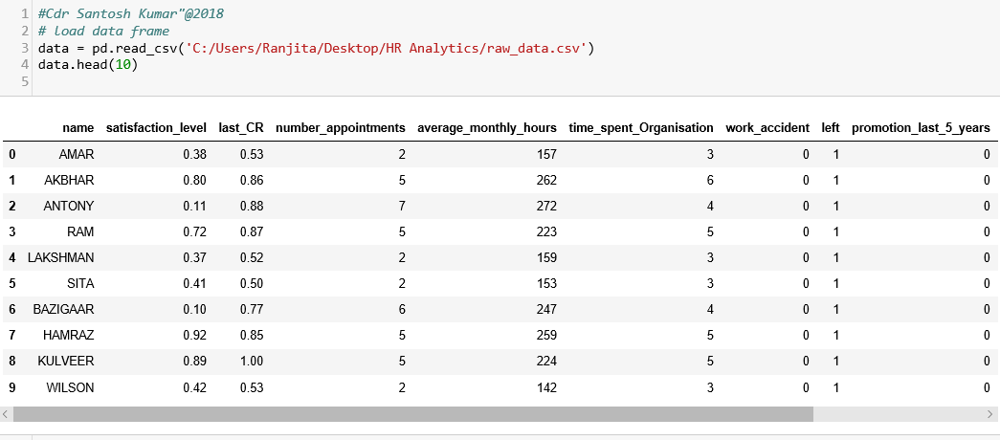 1 #Cdr Santosh Kumar"@2018
2 # load data frame
3 data = pd.read_csv('C:/Users/Ranjita/Desktop/HR Analytics/raw_data.csv')
4 data.head(10)
5
name satisfaction_level last_CR number_appointments average_monthly_hours time_spent_Organisation work_accident left promotion_last_5_years
0 AMAR 0.38 0.53 2 157 3 0 1 0
1 AKBHAR 0.80 0.86 5 262 6 0 1 0
2 ANTONY 0.11 0.88 7 272 4 0 1 0
3 RAM 0.72 0.87 5 223 5 0 1 0
4 LAKSHMAN 0.37 0.52 2 159 3 0 1 0
5 SITA 0.41 0.50 2 153 3 0 1 0
6 BAZIGAAR 0.10 0.77 6 247 4 0 1 0
7 HAMRAZ 0.92 0.85 5 259 5 0 1 0
8 KULVEER 0.89 1.00 5 224 5 0 1 0
9 WILSON 0.42 0.53 2 142 3 0 1 0